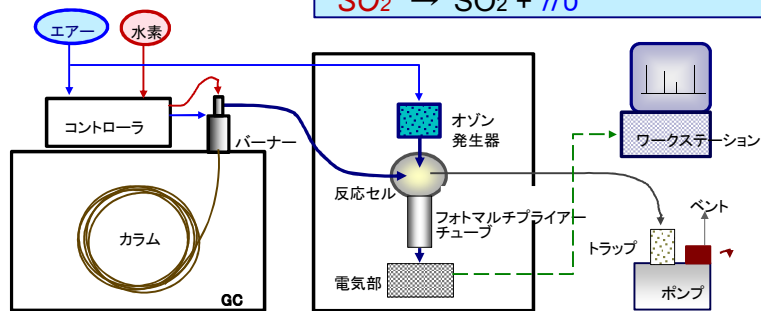 SO₂* → SO₂ + hν
エアー
水素
コントローラ
バーナー
カラム
GC
オゾン
発生器
反応セル
フォトマルチプライアー
チューブ
電気部
ワークステーション
ベント
トラップ
ポンプ